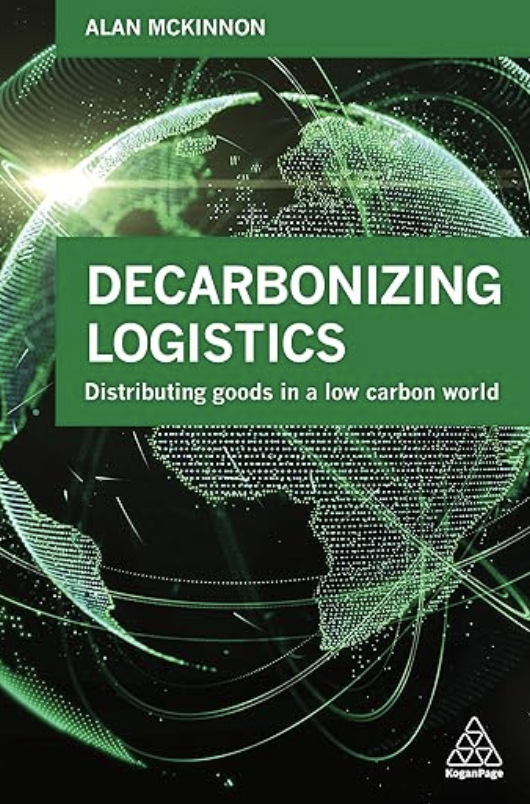 ALAN MCKINNON
DECARBONIZING
LOGISTICS
Distributing goods in a low carbon world
KoganPage